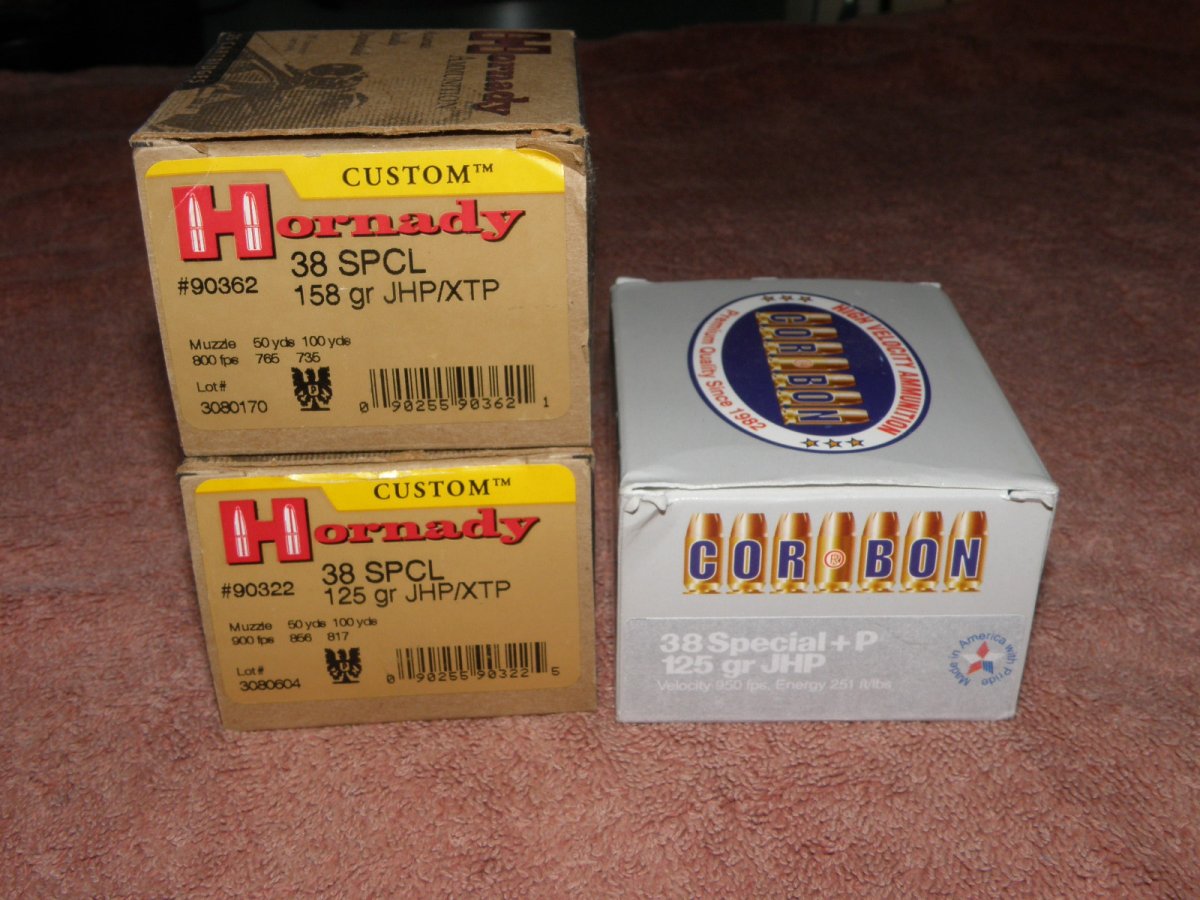 Hornady
AMMUNITION
CUSTOM™
Hornady
38 SPCL
#90362
158 gr JHP/XTP
Muzzle 50 yds 100 yds
800 fps 765 735
Lot#
3080170
0 90255 90362 1
CUSTOM™
Hornady
38 SPCL
#90322
125 gr JHP/XTP
Muzzle 50 yds 100 yds
900 fps 856 817
Lot#
3080604
0 90255 90322 5
HIGH VELOCITY AMMUNITION
COR®BON
Premium Quality Since 1982
COR®BON
38 Special+P
125 gr JHP
Velocity 950 fps, Energy 251 ft/lbs
Made in America with Pride